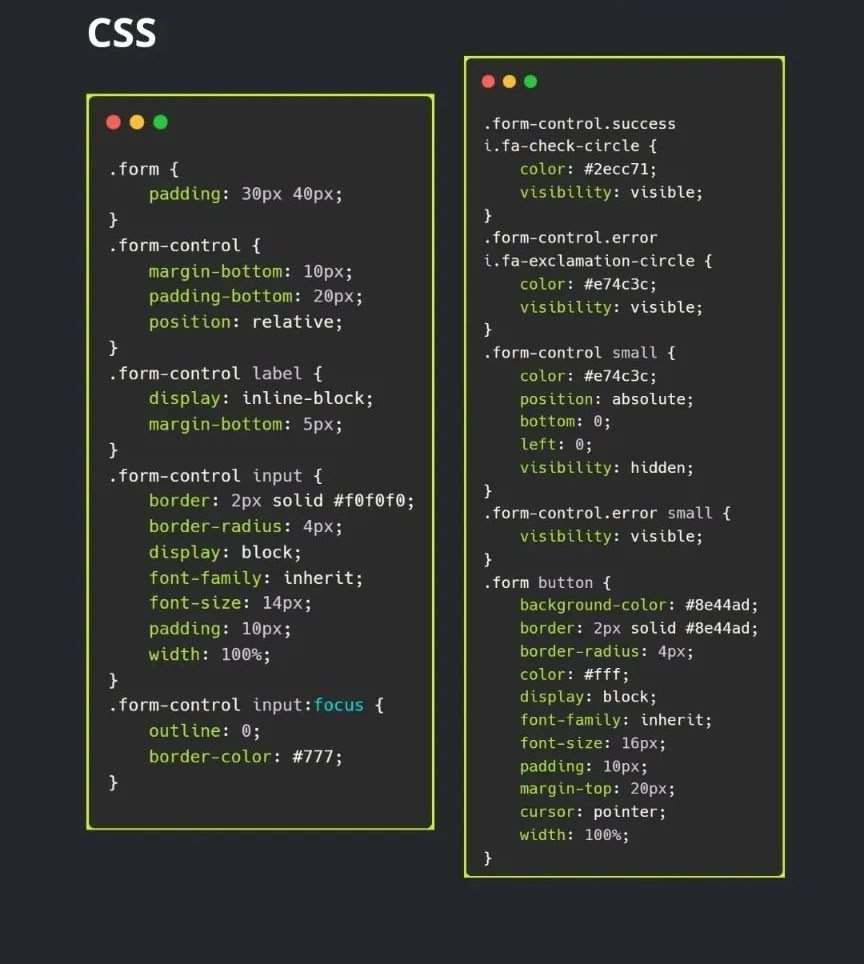 CSS
.form {
    padding: 30px 40px;
}
.form-control {
    margin-bottom: 10px;
    padding-bottom: 20px;
    position: relative;
}
.form-control label {
    display: inline-block;
    margin-bottom: 5px;
}
.form-control input {
    border: 2px solid #f0f0f0;
    border-radius: 4px;
    display: block;
    font-family: inherit;
    font-size: 14px;
    padding: 10px;
    width: 100%;
}
.form-control input:focus {
    outline: 0;
    border-color: #777;
}
.form-control.success
i.fa-check-circle {
    color: #2ecc71;
    visibility: visible;
}
.form-control.error
i.fa-exclamation-circle {
    color: #e74c3c;
    visibility: visible;
}
.form-control small {
    color: #e74c3c;
    position: absolute;
    bottom: 0;
    left: 0;
    visibility: hidden;
}
.form-control.error small {
    visibility: visible;
}
.form button {
    background-color: #8e44ad;
    border: 2px solid #8e44ad;
    border-radius: 4px;
    color: #fff;
    display: block;
    font-family: inherit;
    font-size: 16px;
    padding: 10px;
    margin-top: 20px;
    cursor: pointer;
    width: 100%;
}